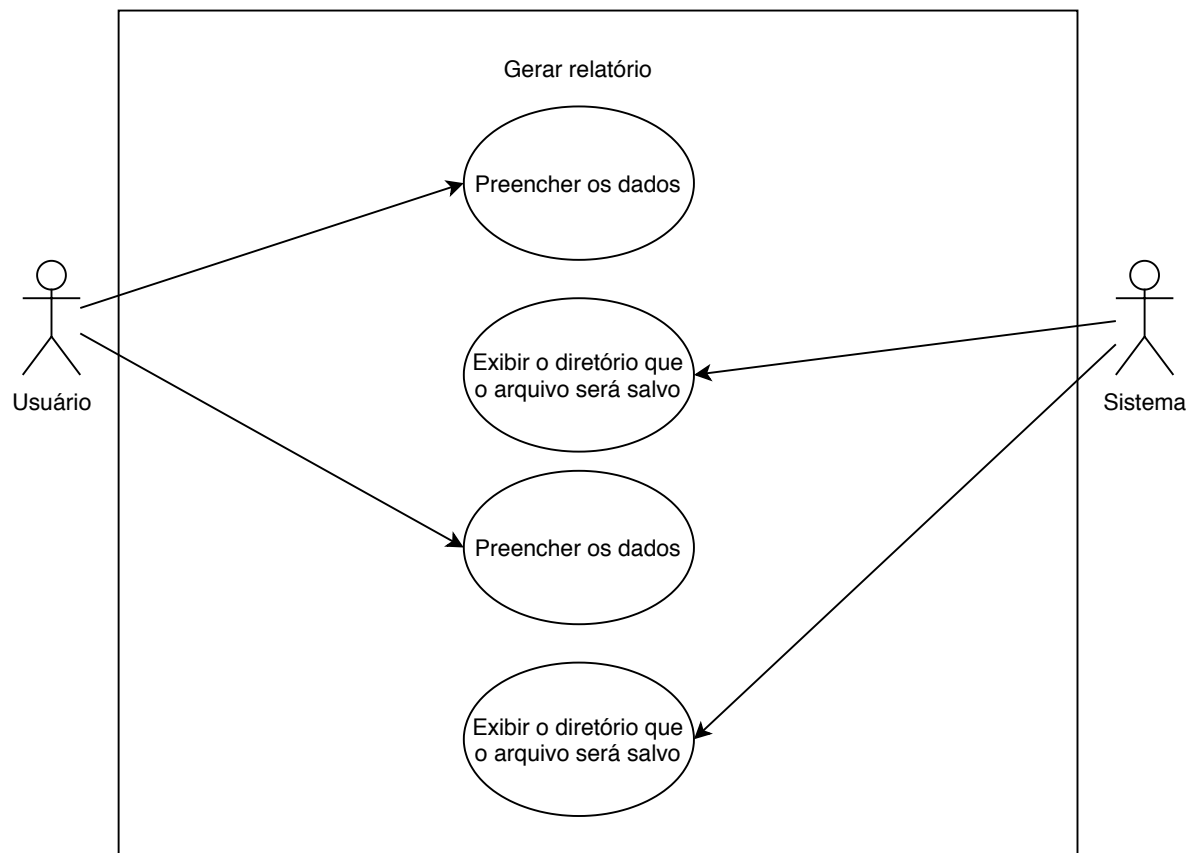 Gerar relatório
Preencher os dados
Usuário
Exibir o diretório que
o arquivo será salvo
Sistema
Preencher os dados
Exibir o diretório que
o arquivo será salvo